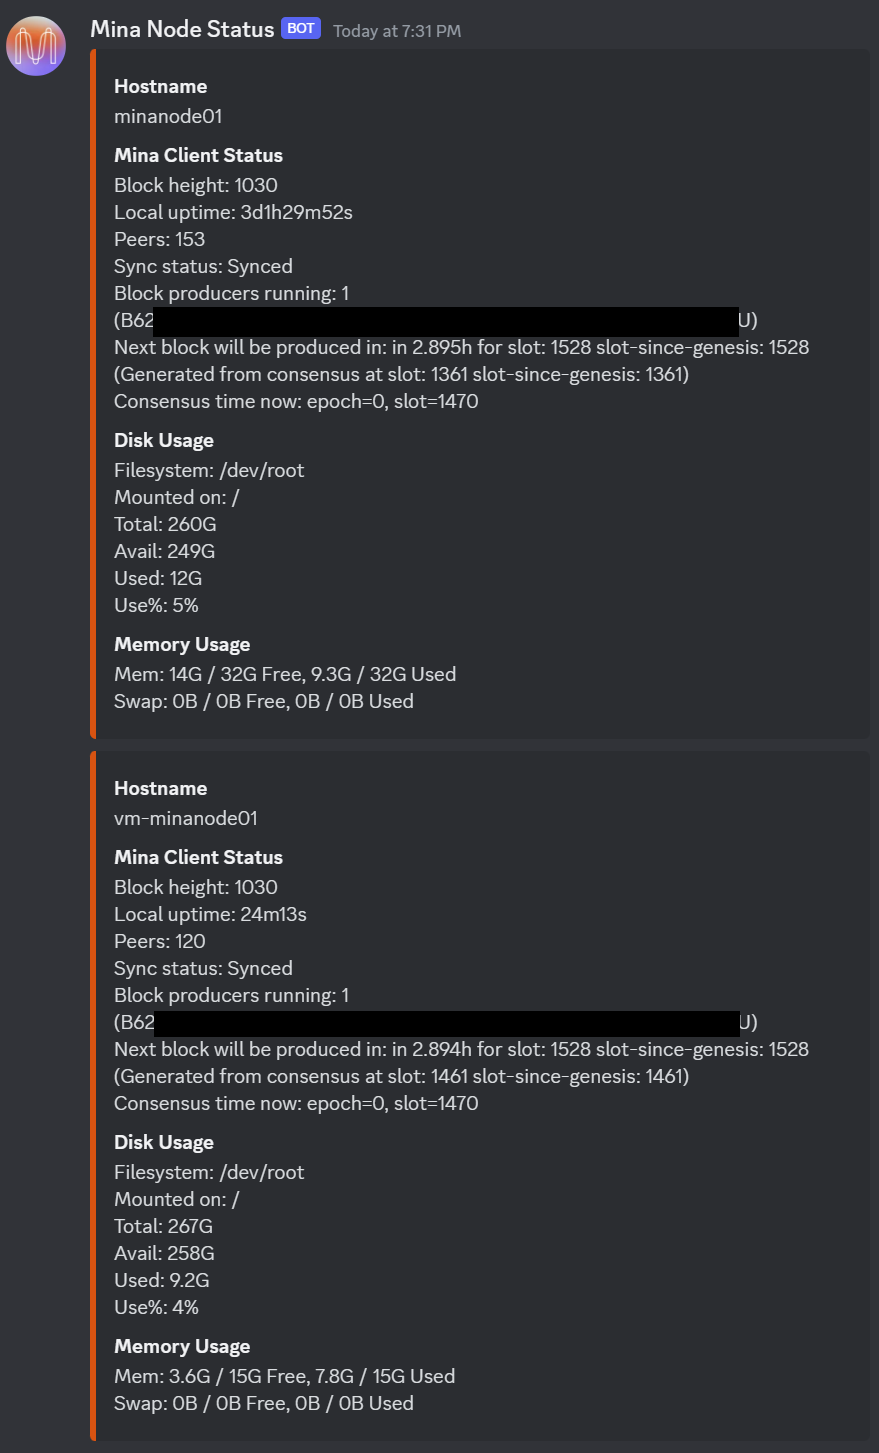 Mina Node Status BOT Today at 7:31 PM
Hostname
minanode01
Mina Client Status
Block height: 1030
Local uptime: 3d1h29m52s
Peers: 153
Sync status: Synced
Block producers running: 1
(B62 U)
Next block will be produced in: in 2.895h for slot: 1528 slot-since-genesis: 1528
(Generated from consensus at slot: 1361 slot-since-genesis: 1361)
Consensus time now: epoch=0, slot=1470
Disk Usage
Filesystem: /dev/root
Mounted on: /
Total: 260G
Avail: 249G
Used: 12G
Use%: 5%
Memory Usage
Mem: 14G / 32G Free, 9.3G / 32G Used
Swap: 0B / 0B Free, 0B / 0B Used
Hostname
vm-minanode01
Mina Client Status
Block height: 1030
Local uptime: 24m13s
Peers: 120
Sync status: Synced
Block producers running: 1
(B62 U)
Next block will be produced in: in 2.894h for slot: 1528 slot-since-genesis: 1528
(Generated from consensus at slot: 1461 slot-since-genesis: 1461)
Consensus time now: epoch=0, slot=1470
Disk Usage
Filesystem: /dev/root
Mounted on: /
Total: 267G
Avail: 258G
Used: 9.2G
Use%: 4%
Memory Usage
Mem: 3.6G / 15G Free, 7.8G / 15G Used
Swap: 0B / 0B Free, 0B / 0B Used